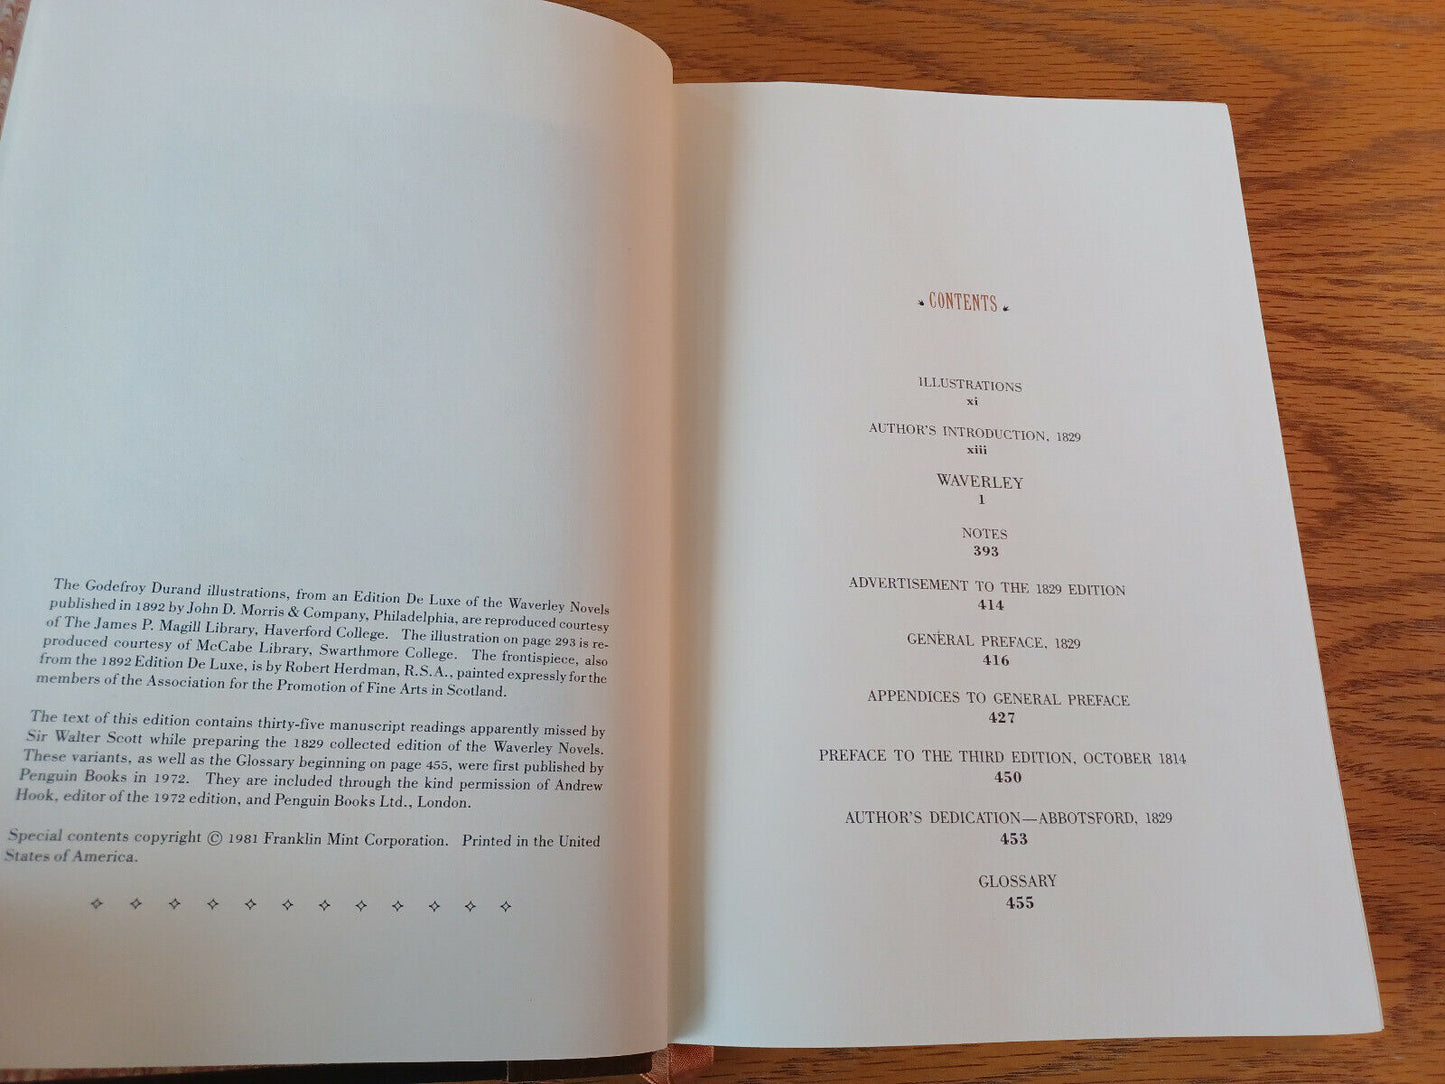 The Godefroy Durand illustrations, from an Edition De Luxe of the Waverley Novels
published in 1892 by John D. Morris & Company, Philadelphia, are reproduced courtesy
of The James P. Magill Library, Haverford College. The illustration on page 293 is re-
produced courtesy of McCabe Library, Swarthmore College. The frontispiece, also
from the 1892 Edition De Luxe, is by Robert Herdman, R.S.A., painted expressly for the
members of the Association for the Promotion of Fine Arts in Scotland.
The text of this edition contains thirty-five manuscript readings apparently missed by
Sir Walter Scott while preparing the 1829 collected edition of the Waverley Novels.
These variants, as well as the Glossary beginning on page 455, were first published by
Penguin Books in 1972. They are included through the kind permission of Andrew
Hook, editor of the 1972 edition, and Penguin Books Ltd., London.
Special contents copyright © 1981 Franklin Mint Corporation. Printed in the United
States of America.
CONTENTS
ILLUSTRATIONS
xi
AUTHOR'S INTRODUCTION, 1829
xiii
WAVERLEY
1
NOTES
393
ADVERTISEMENT TO THE 1829 EDITION
414
GENERAL PREFACE, 1829
416
APPENDICES TO GENERAL PREFACE
427
PREFACE TO THE THIRD EDITION, OCTOBER 1814
450
AUTHOR'S DEDICATION—ABBOTSFORD, 1829
453
GLOSSARY
455